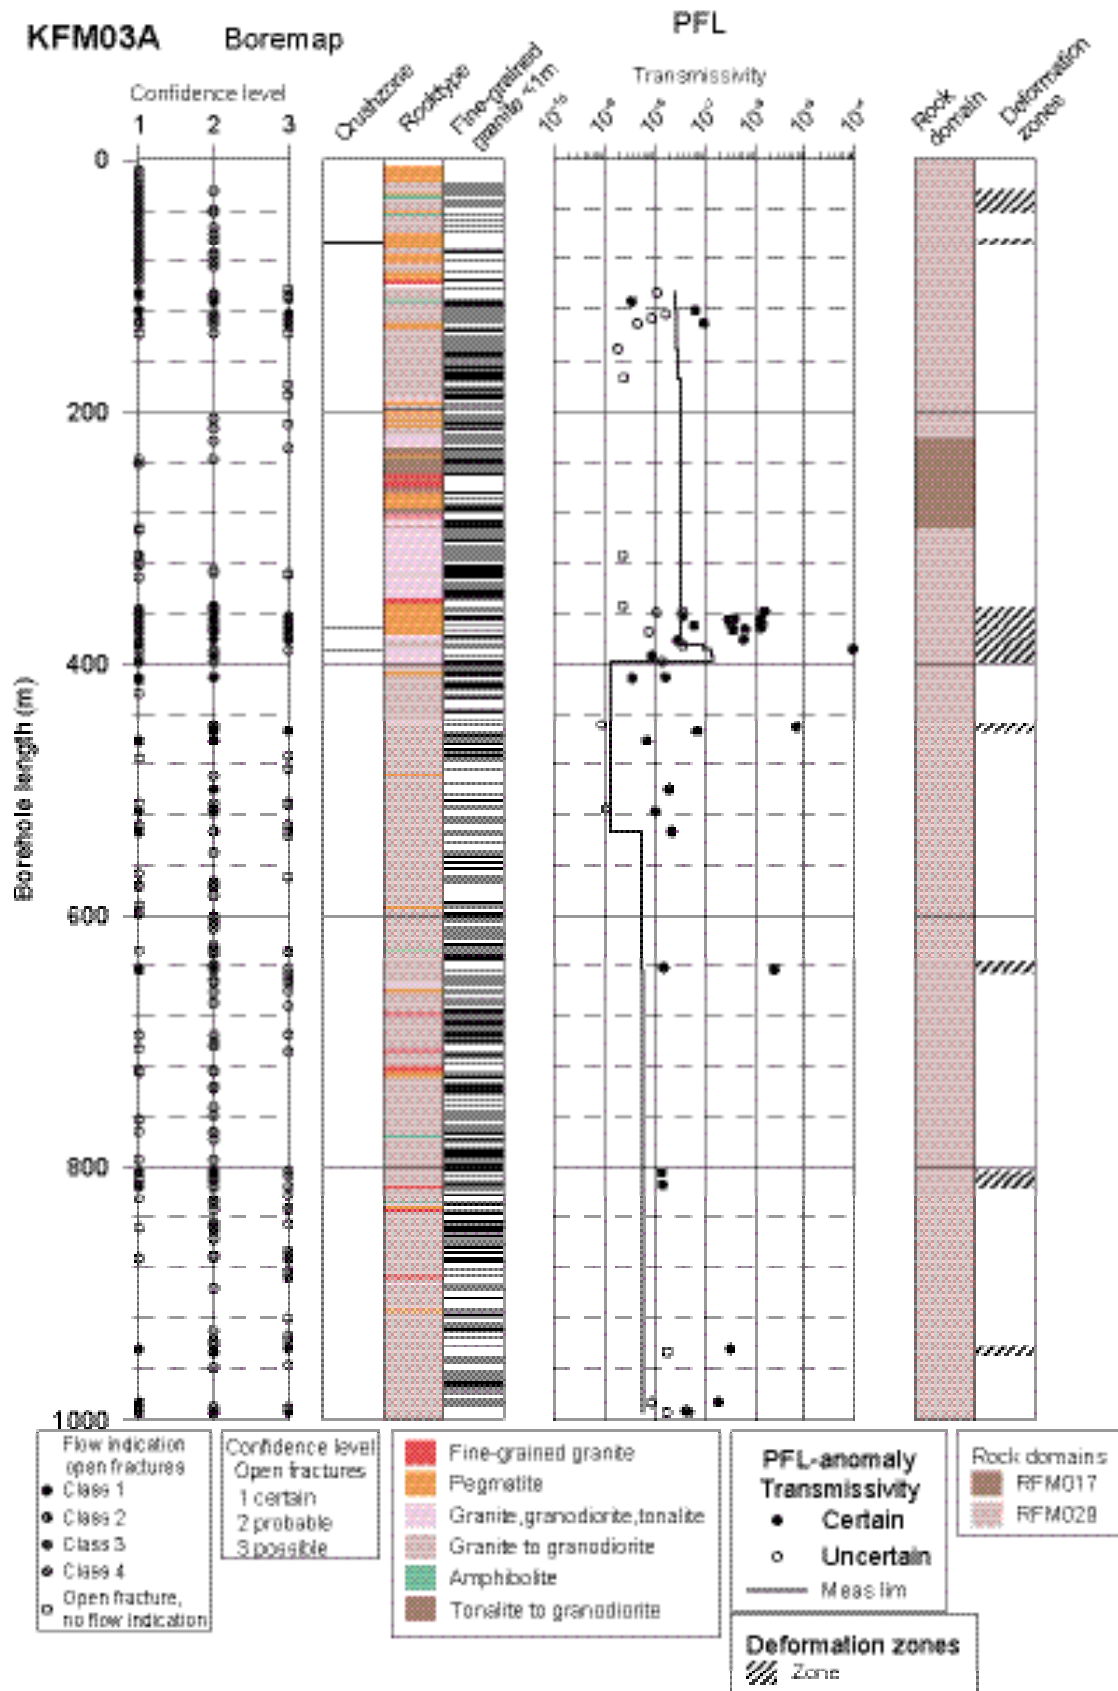 KFM03A Boremap PFL
Confidence level
1 2 3
Crushzone
Rocktype
Fine-grained
granite <1m
Transmissivity
Rock
domain
Deformation
zones
Borehole length (m)
0
200
400
600
800
1000
Flow indication
open fractures
Class 1
Class 2
Class 3
Class 4
Open fracture,
no flow indication
Confidence level
Open fractures
1 certain
2 probable
3 possible
Fine-grained granite
Pegmatite
Granite, granodiorite, tonalite
Granite to granodiorite
Amphibolite
Tonalite to granodiorite
PFL-anomaly
Transmissivity
Certain
Uncertain
Meas lim
Rock domains
RFM017
RFM029
Deformation zones
Zone